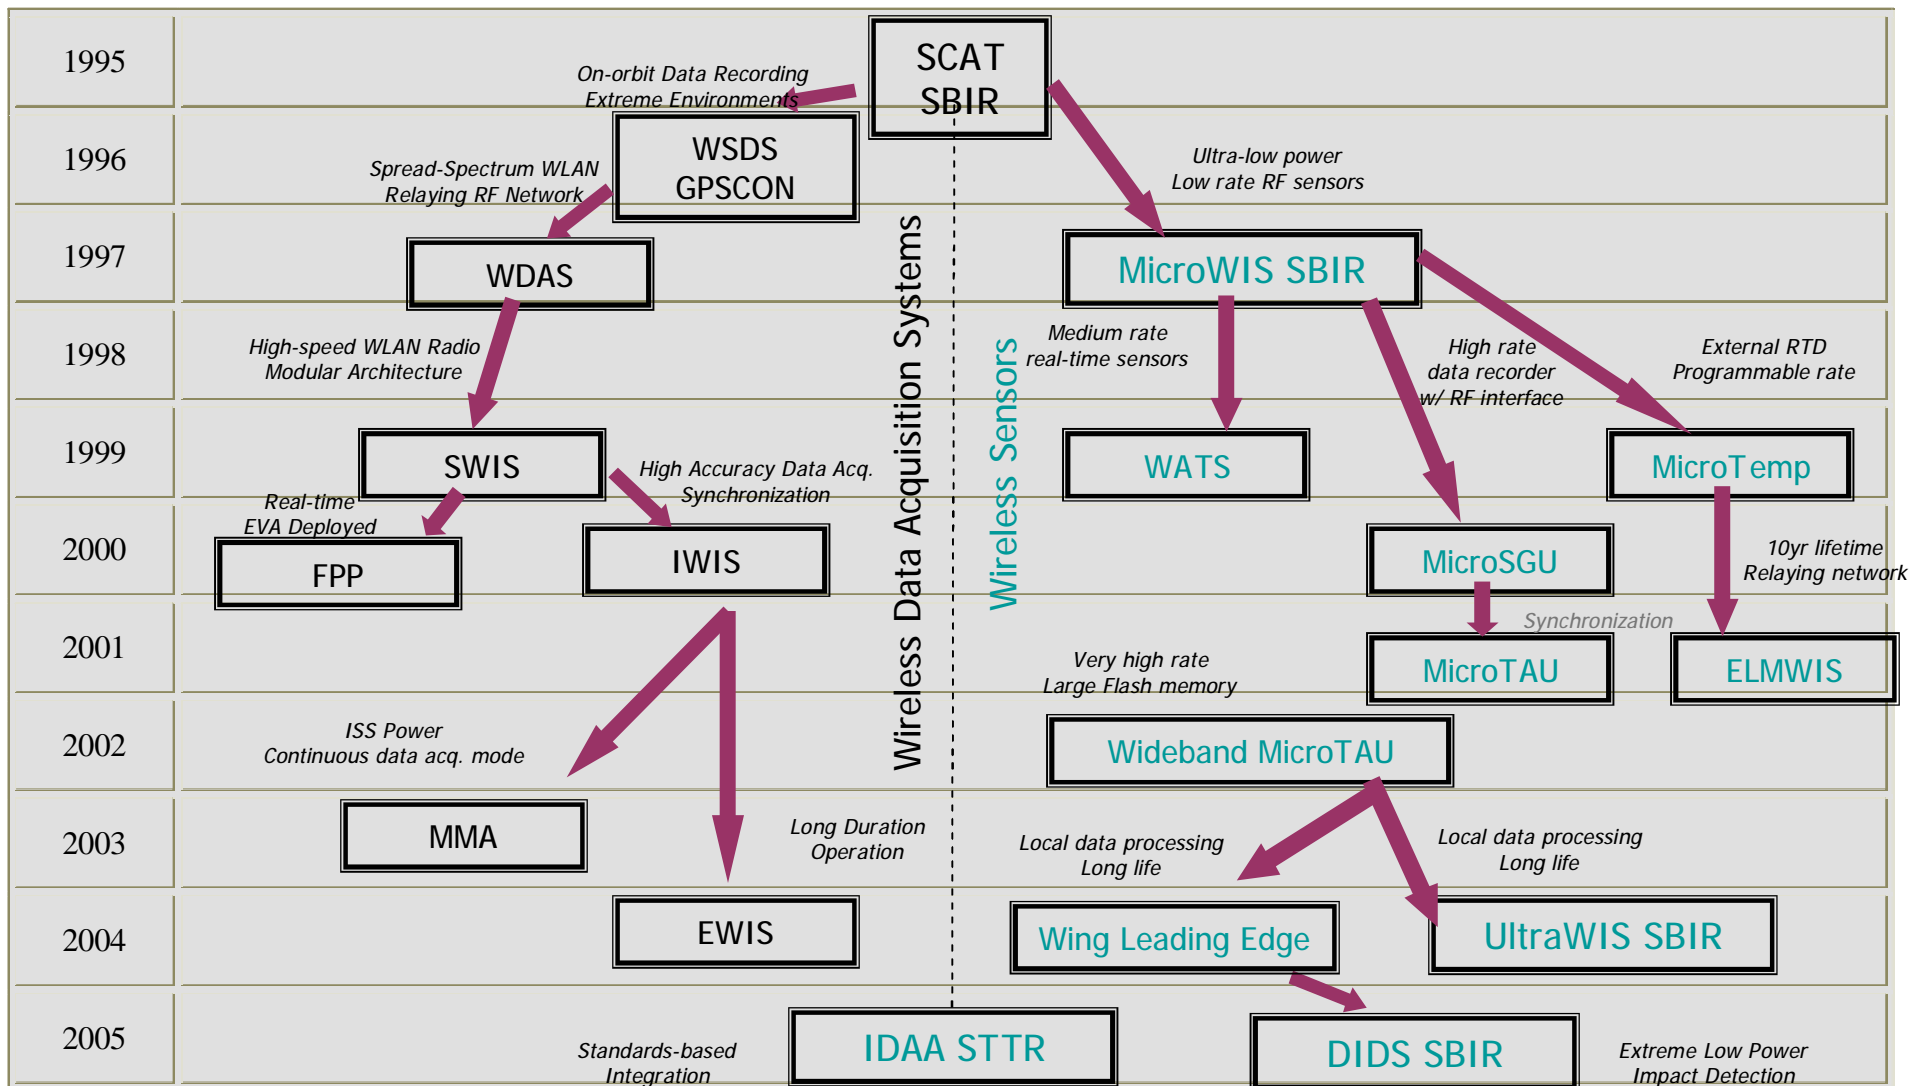 1995
SCAT
SBIR
On-orbit Data Recording
Extreme Environments
1996
WSDS
GPSCON
Spread-Spectrum WLAN
Relaying RF Network
Ultra-low power
Low rate RF sensors
1997
WDAS
MicroWIS SBIR
Wireless Data Acquisition Systems
Wireless Sensors
1998
High-speed WLAN Radio
Modular Architecture
Medium rate
real-time sensors
High rate
data recorder
w/ RF interface
External RTD
Programmable rate
1999
SWIS
High Accuracy Data Acq.
Synchronization
WATS
MicroTemp
Real-time
EVA Deployed
2000
FPP
IWIS
MicroSGU
10yr lifetime
Relaying network
2001
Synchronization
MicroTAU
ELMWIS
Very high rate
Large Flash memory
2002
ISS Power
Continuous data acq. mode
Wideband MicroTAU
2003
MMA
Long Duration
Operation
Local data processing
Long life
Local data processing
Long life
2004
EWIS
Wing Leading Edge
UltraWIS SBIR
2005
Standards-based
Integration
IDAA STTR
DIDS SBIR
Extreme Low Power
Impact Detection